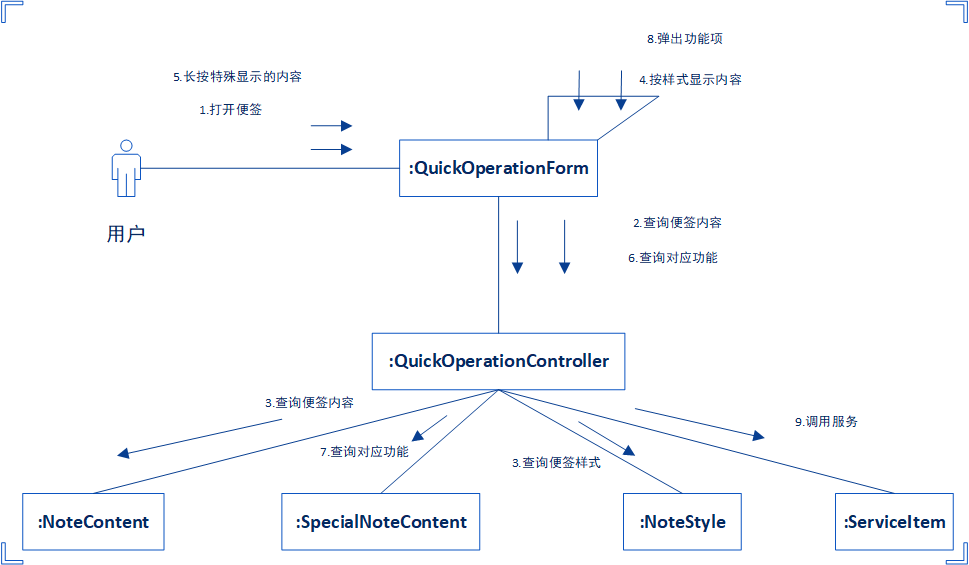 8.弹出功能项
5.长按特殊显示的内容
4.按样式显示内容
1.打开便签
:QuickOperationForm
用户
2.查询便签内容
6.查询对应功能
:QuickOperationController
3.查询便签内容
9.调用服务
7.查询对应功能
3.查询便签样式
:NoteContent
:SpecialNoteContent
:NoteStyle
:ServiceItem